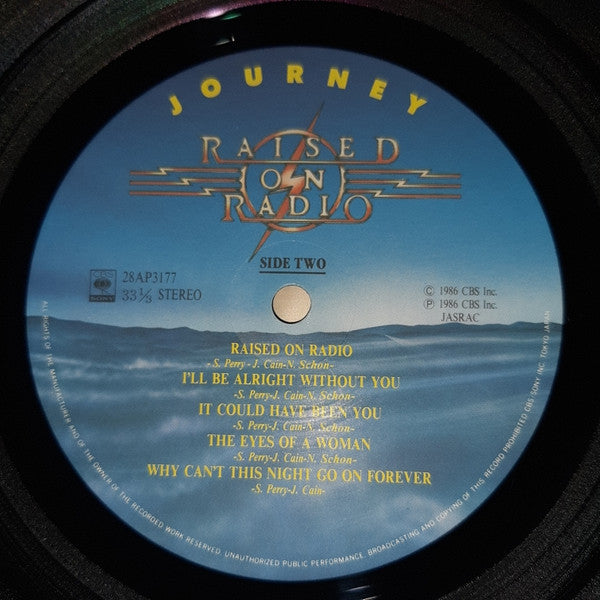 JOURNEY
RAISED
ON
RADIO
SIDE TWO
CBS
SONY
28AP3177
33 1/3 STEREO
© 1986 CBS Inc.
℗ 1986 CBS Inc.
JASRAC
RAISED ON RADIO
-S. Perry-J. Cain-N. Schon-
I'LL BE ALRIGHT WITHOUT YOU
-S. Perry-J. Cain-N. Schon-
IT COULD HAVE BEEN YOU
-S. Perry-J. Cain-N. Schon-
THE EYES OF A WOMAN
-S. Perry-J. Cain-N. Schon-
WHY CAN'T THIS NIGHT GO ON FOREVER
-S. Perry-J. Cain-
ALL RIGHTS OF THE MANUFACTURER AND OF THE OWNER OF THE RECORDED WORK RESERVED. UNAUTHORIZED PUBLIC PERFORMANCE, BROADCASTING AND COPYING OF THIS RECORD PROHIBITED CBS SONY INC. TOKYO JAPAN